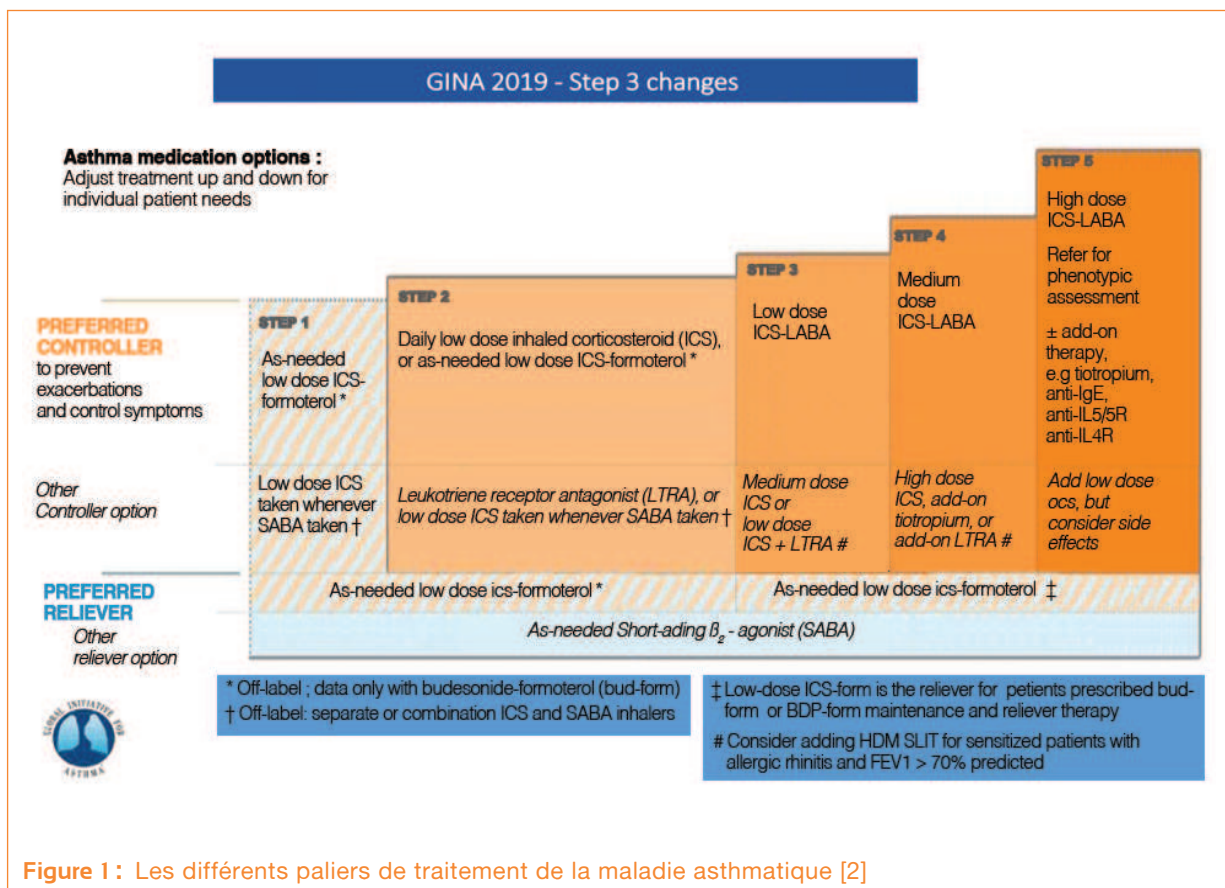 GINA 2019 - Step 3 changes
Asthma medication options :
Adjust treatment up and down for
individual patient needs
PREFERRED
CONTROLLER
to prevent
exacerbations
and control symptoms
STEP 1
As-needed
low dose ICS-
formoterol *
STEP 2
Daily low dose inhaled corticosteroid (ICS),
or as-needed low dose ICS-formoterol *
STEP 3
Low dose
ICS-LABA
STEP 4
Medium
dose
ICS-LABA
STEP 5
High dose
ICS-LABA
Refer for
phenotypic
assessment
± add-on
therapy,
e.g tiotropium,
anti-IgE,
anti-IL5/5R
anti-IL4R
Other
Controller option
Low dose ICS
taken whenever
SABA taken †
Leukotriene receptor antagonist (LTRA), or
low dose ICS taken whenever SABA taken †
Medium dose
ICS or
low dose
ICS + LTRA #
High dose
ICS, add-on
tiotropium, or
add-on LTRA #
Add low dose
ocs, but
consider side
effects
PREFERRED
RELIEVER
As-needed low dose ics-formoterol *
As-needed low dose ics-formoterol ‡
Other
reliever option
As-needed Short-ading ß2 - agonist (SABA)
* Off-label ; data only with budesonide-formoterol (bud-form)
† Off-label: separate or combination ICS and SABA inhalers
‡ Low-dose ICS-form is the reliever for petients prescribed bud-
form or BDP-form maintenance and reliever therapy
# Consider adding HDM SLIT for sensitized patients with
allergic rhinitis and FEV1 > 70% predicted
GLOBAL INITIATIVE FOR
ASTHMA
Figure 1 : Les différents paliers de traitement de la maladie asthmatique [2]